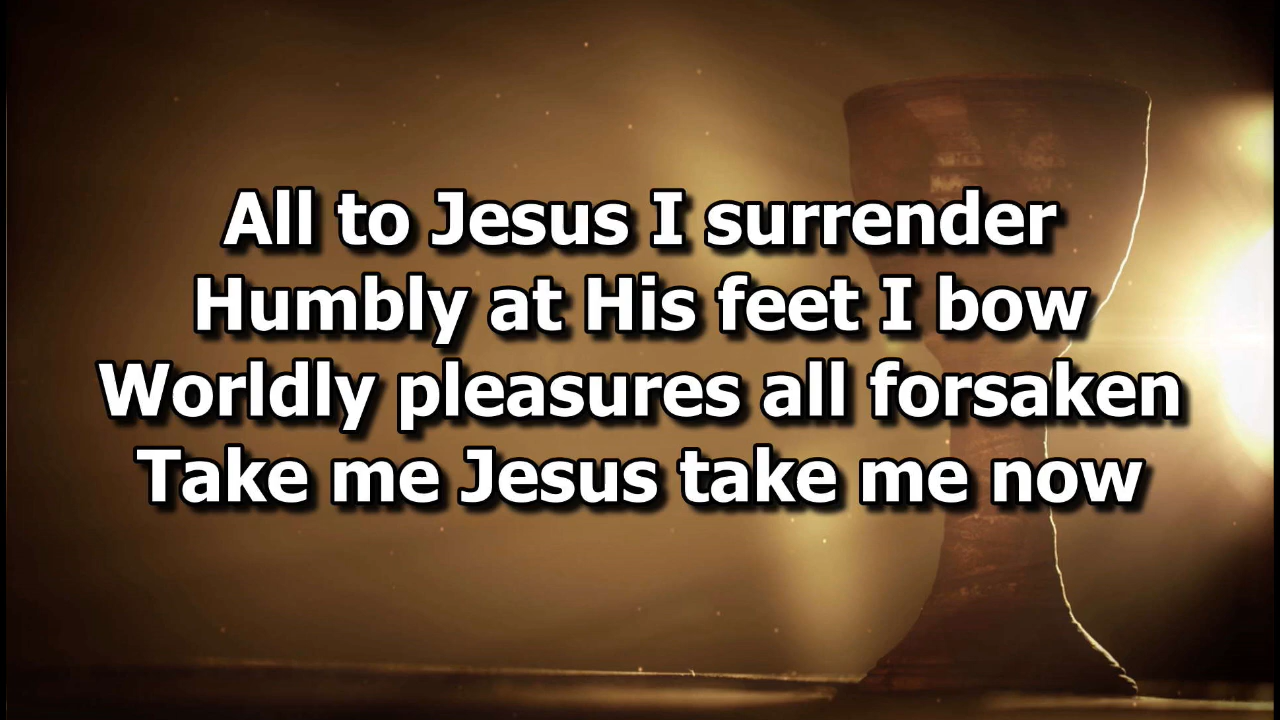 All to Jesus I surrender
Humbly at His feet I bow
Worldly pleasures all forsaken
Take me Jesus take me now